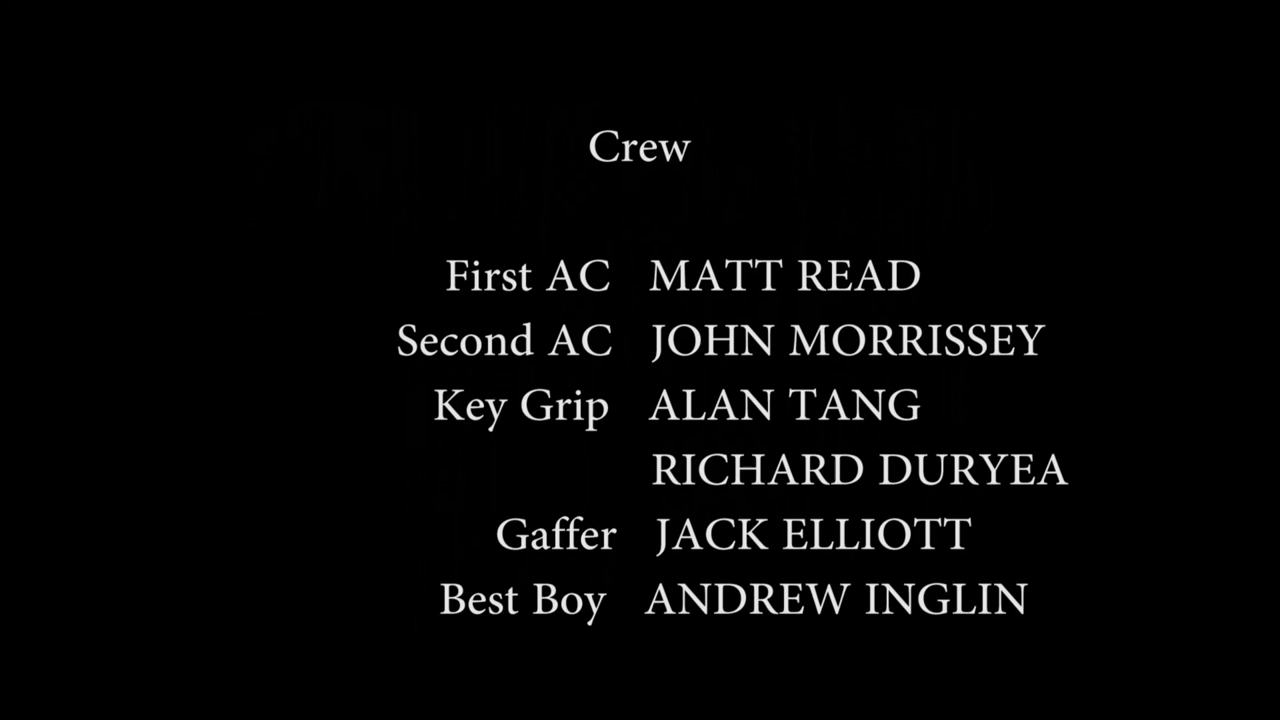 Crew
First AC MATT READ
Second AC JOHN MORRISSEY
Key Grip ALAN TANG
RICHARD DURYEA
Gaffer JACK ELLIOTT
Best Boy ANDREW INGLIN